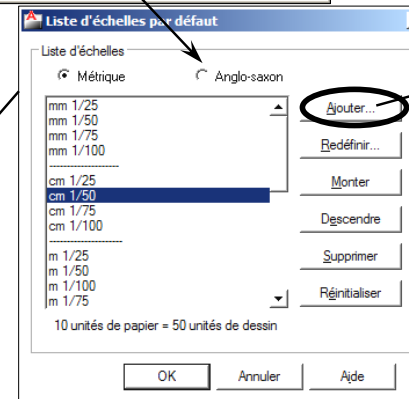 Liste d'échelles par défaut
Liste d'échelles
Métrique Anglo-saxon
mm 1/25
mm 1/50
mm 1/75
mm 1/100
--------------------
cm 1/25
cm 1/50
cm 1/75
cm 1/100
--------------------
m 1/25
m 1/50
m 1/100
m 1/75
Ajouter...
Redéfinir...
Monter
Descendre
Supprimer
Réinitialiser
10 unités de papier = 50 unités de dessin
OK Annuler Aide